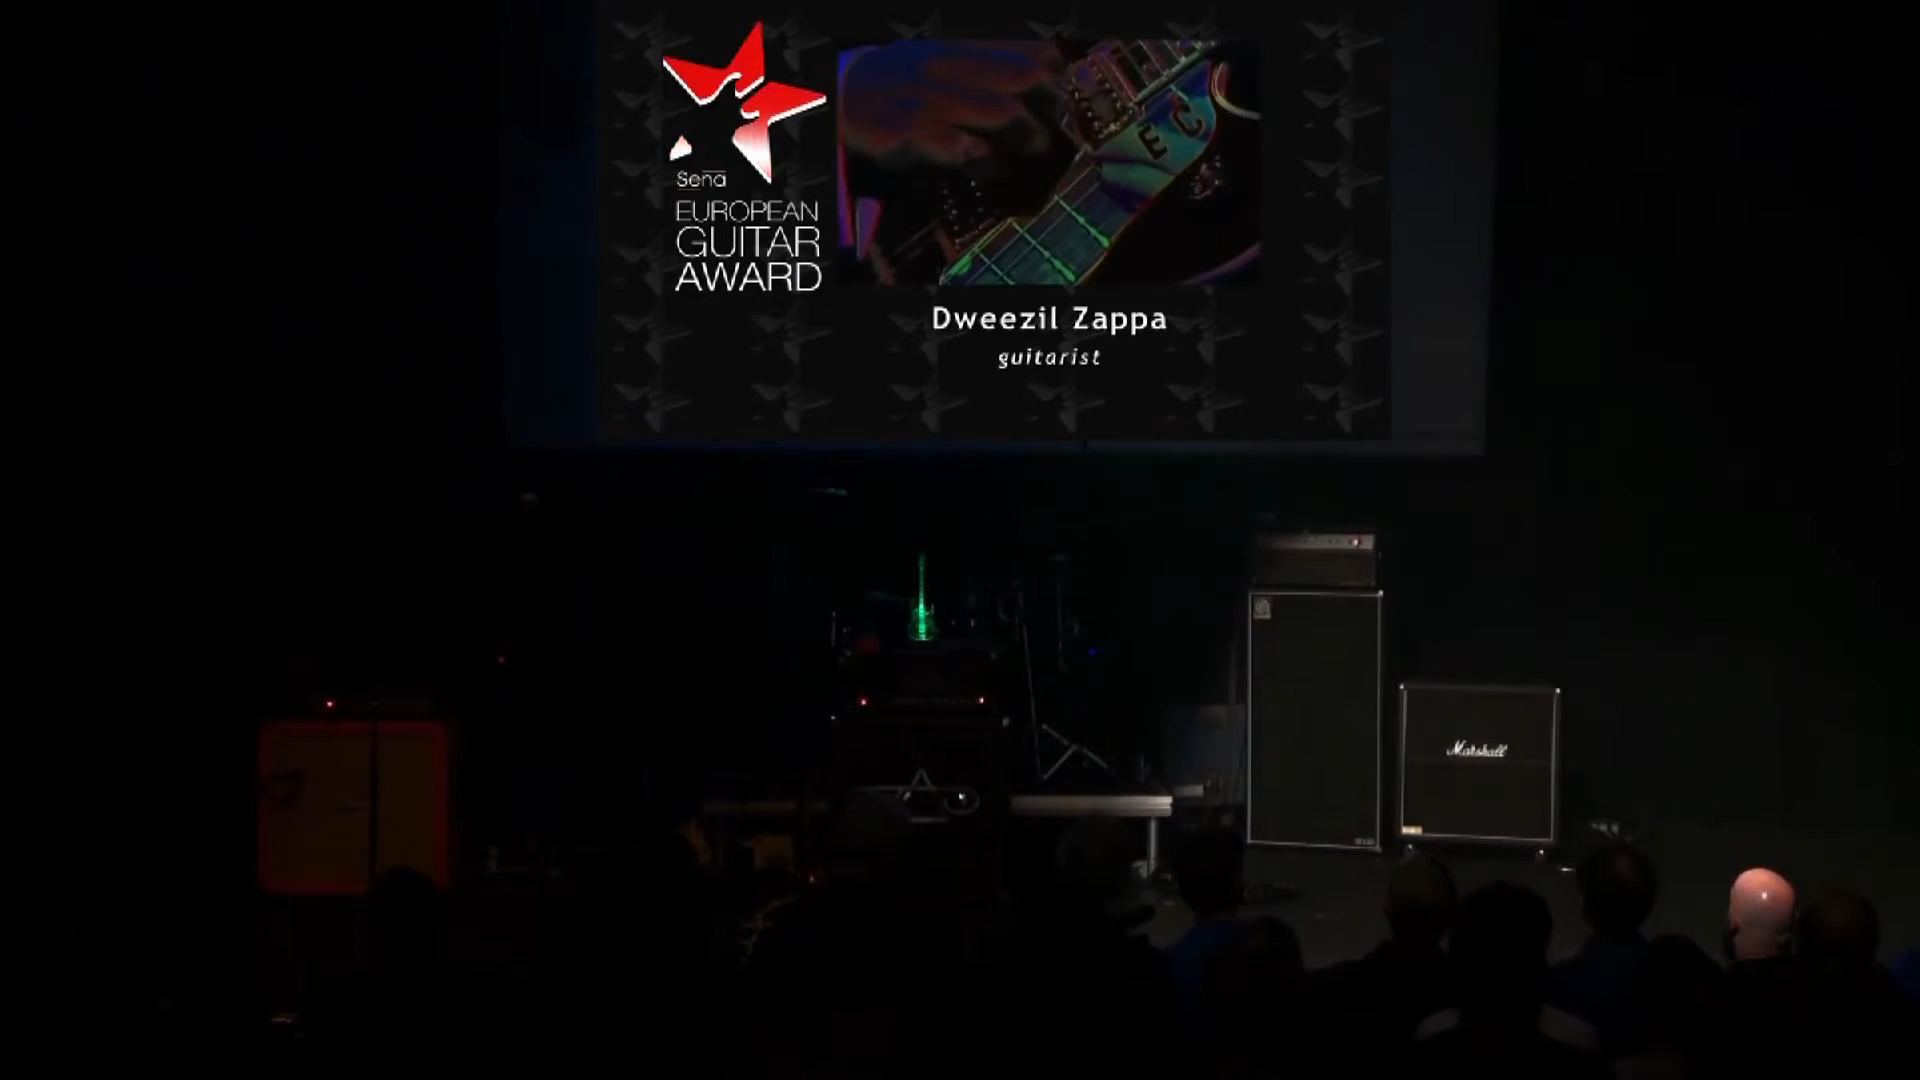 Sena
EUROPEAN
GUITAR
AWARD
E C
Dweezil Zappa
guitarist
Marshall